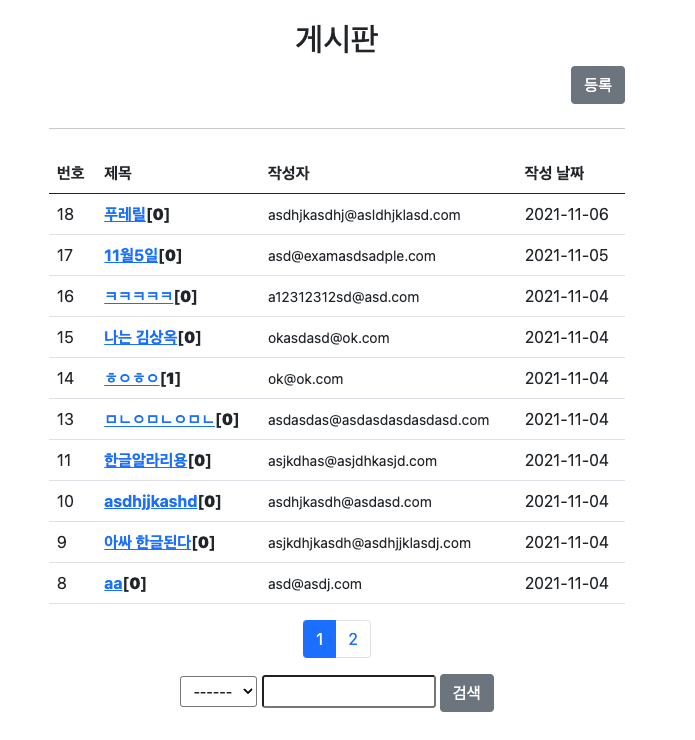 게시판
등록
번호 제목 작성자 작성 날짜
18 푸레릴[0] asdhjkasdhj@asldhjklasd.com 2021-11-06
17 11월5일[0] asd@examasdsadple.com 2021-11-05
16 ㅋㅋㅋㅋㅋ[0] a12312312sd@asd.com 2021-11-04
15 나는 김상옥[0] okasdasd@ok.com 2021-11-04
14 ㅎㅇㅎㅇ[1] ok@ok.com 2021-11-04
13 ㅁㄴㅇㅁㄴㅇㅁㄴ[0] asdasdas@asdasdasdasdasd.com 2021-11-04
11 한글알라리용[0] asjkdhas@asjdhkasjd.com 2021-11-04
10 asdhjjkashd[0] asdhjkasdh@asdasd.com 2021-11-04
9 아싸 한글된다[0] asjkdhjkasdh@asdhjjklasdj.com 2021-11-04
8 aa[0] asd@asdj.com 2021-11-04
1 2
------ 검색